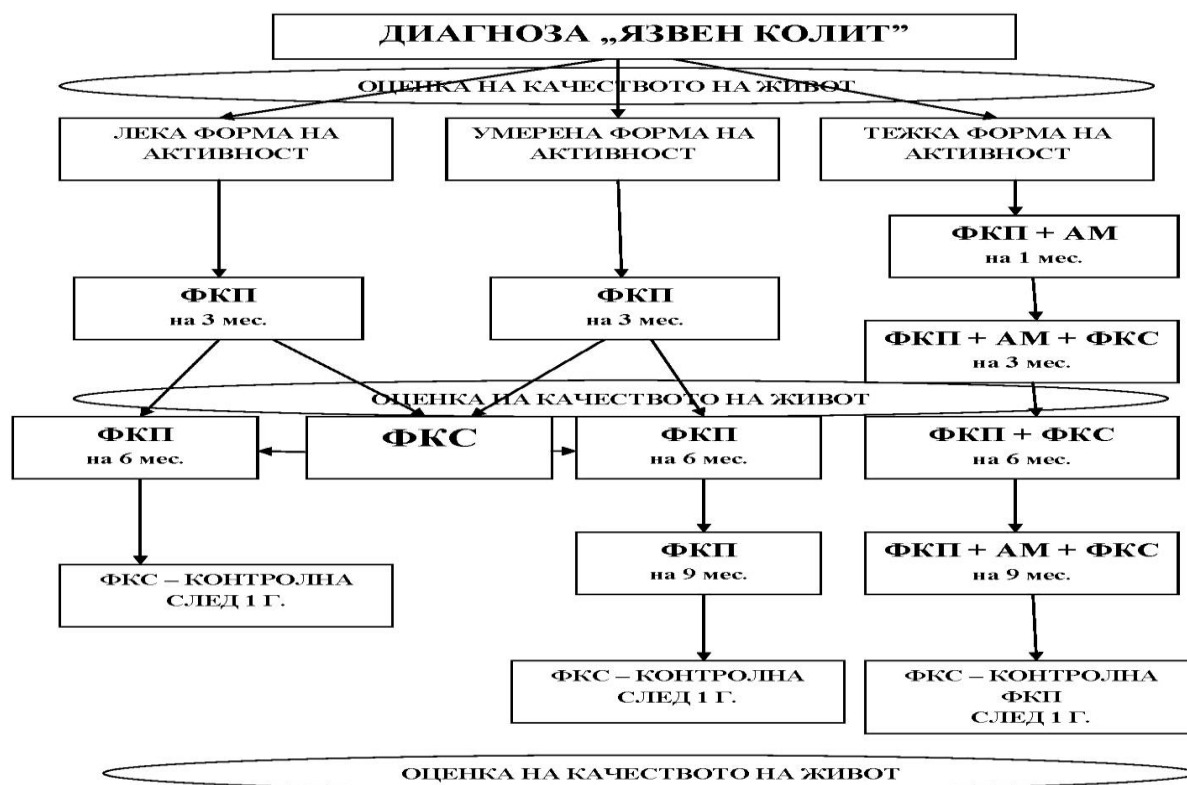 ДИАГНОЗА „ЯЗВЕН КОЛИТ”
ОЦЕНКА НА КАЧЕСТВОТО НА ЖИВОТ
ЛЕКА ФОРМА НА
АКТИВНОСТ
УМЕРЕНА ФОРМА НА
АКТИВНОСТ
ТЕЖКА ФОРМА НА
АКТИВНОСТ
ФКП + АМ
на 1 мес.
ФКП
на 3 мес.
ФКП
на 3 мес.
ФКП + АМ + ФКС
на 3 мес.
ОЦЕНКА НА КАЧЕСТВОТО НА ЖИВОТ
ФКП
на 6 мес.
ФКС
ФКП
на 6 мес.
ФКП + ФКС
на 6 мес.
ФКП
на 9 мес.
ФКП + АМ + ФКС
на 9 мес.
ФКС – КОНТРОЛНА
СЛЕД 1 Г.
ФКС – КОНТРОЛНА
СЛЕД 1 Г.
ФКС – КОНТРОЛНА
ФКП
СЛЕД 1 Г.
ОЦЕНКА НА КАЧЕСТВОТО НА ЖИВОТ